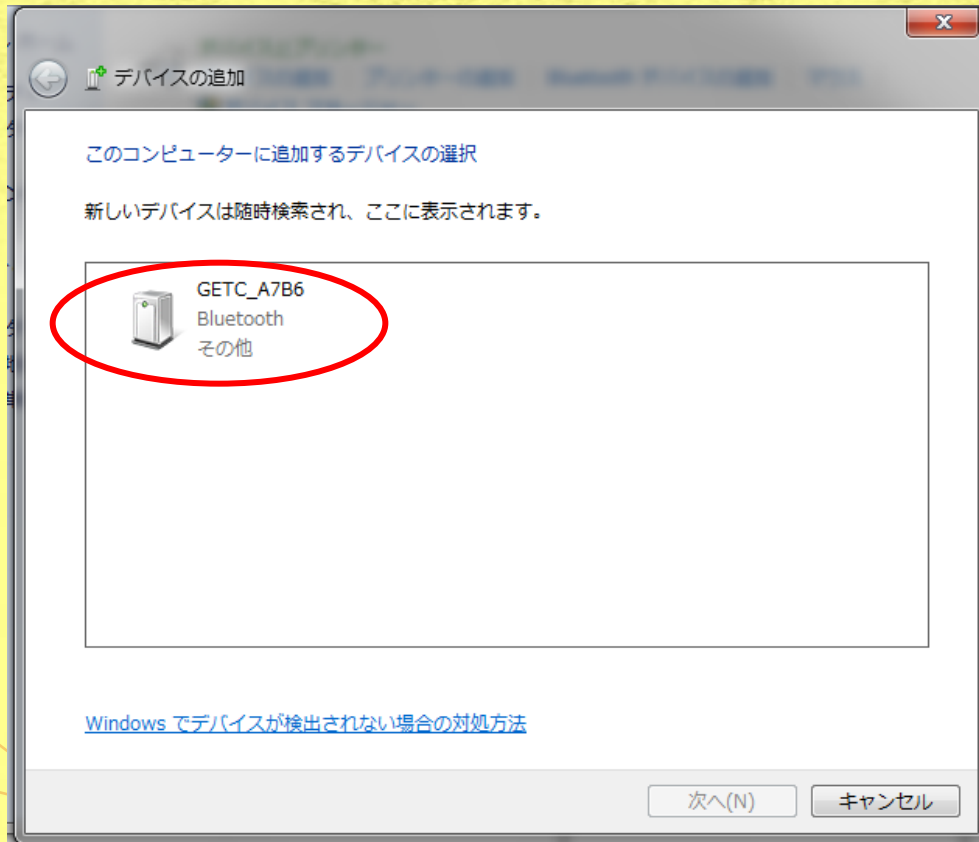 デバイスの追加
このコンピューターに追加するデバイスの選択
新しいデバイスは随時検索され、ここに表示されます。
GETC_A7B6
Bluetooth
その他
Windows でデバイスが検出されない場合の対処方法
次へ(N)
キャンセル